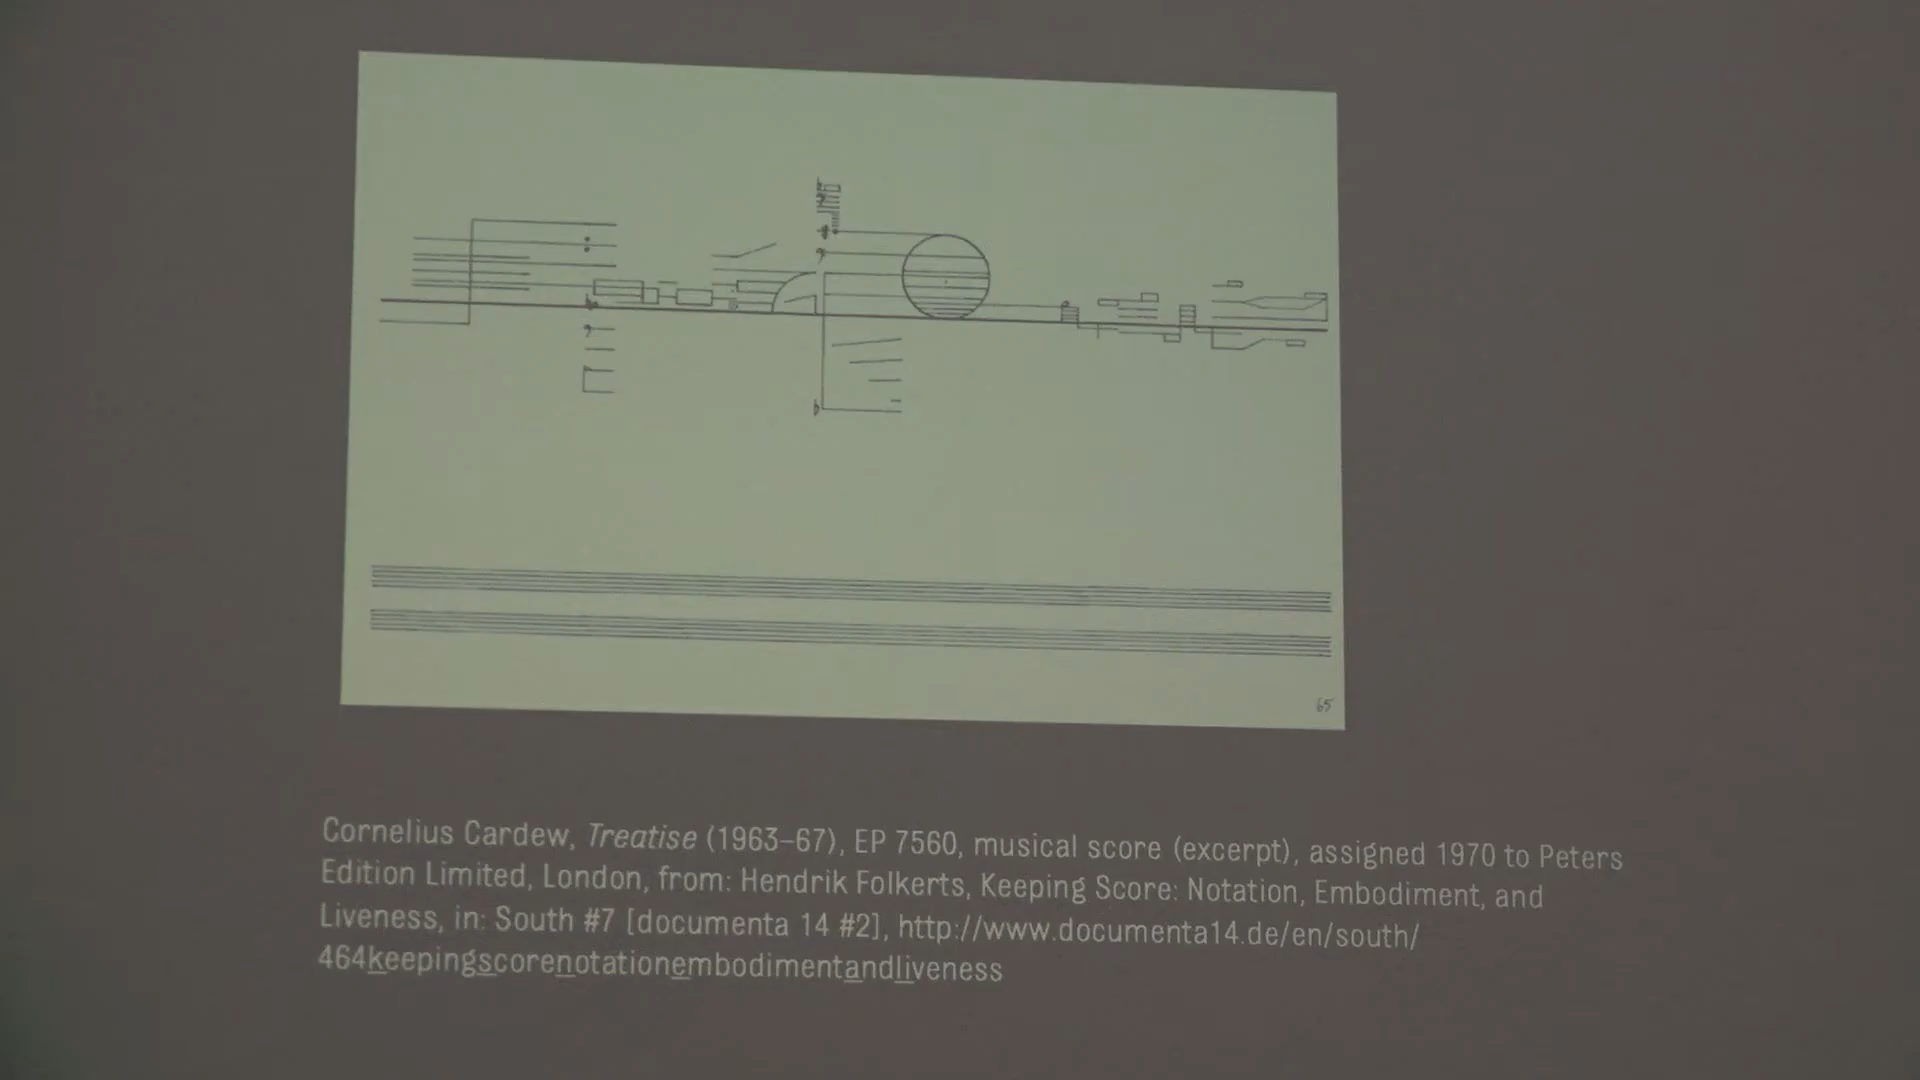 65
Cornelius Cardew, Treatise (1963–67), EP 7560, musical score (excerpt), assigned 1970 to Peters
Edition Limited, London, from: Hendrik Folkerts, Keeping Score: Notation, Embodiment, and
Liveness, in: South #7 [documenta 14 #2], http://www.documenta14.de/en/south/
464keepingscorenotationembodimentandliveness